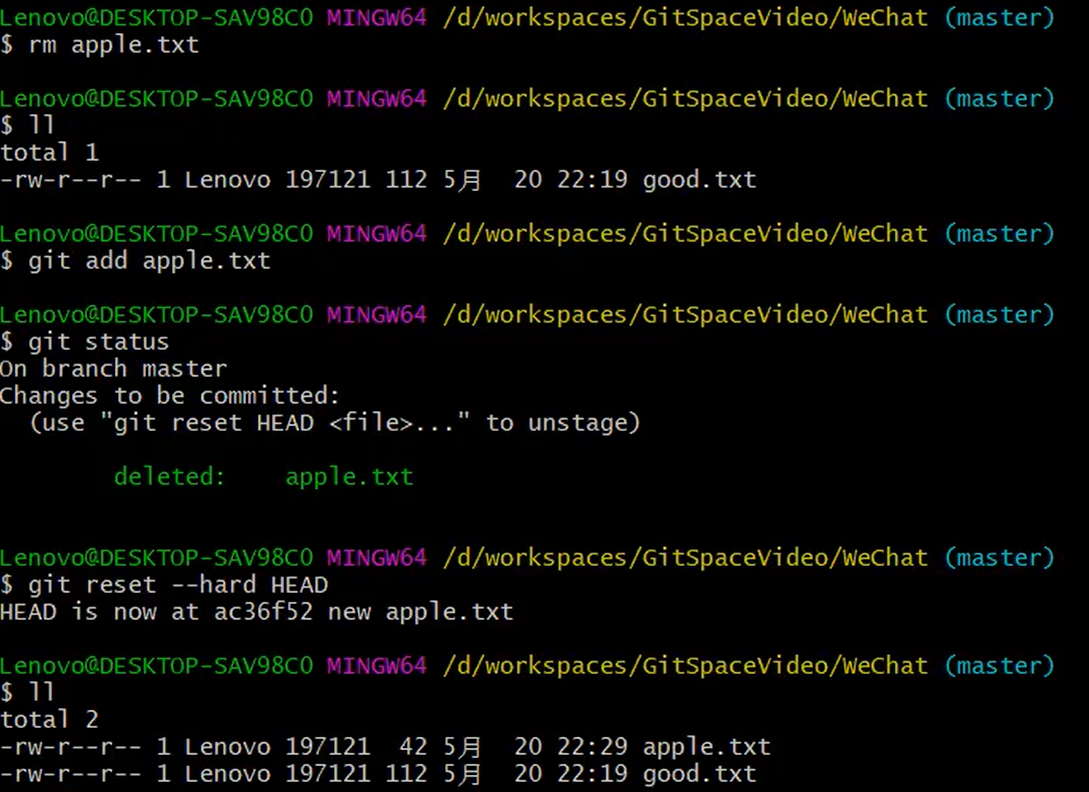 Lenovo@DESKTOP-SAV98C0 MINGW64 /d/workspaces/GitSpaceVideo/WeChat (master)
$ rm apple.txt
Lenovo@DESKTOP-SAV98C0 MINGW64 /d/workspaces/GitSpaceVideo/WeChat (master)
$ ll
total 1
-rw-r--r-- 1 Lenovo 197121 112 5月  20 22:19 good.txt
Lenovo@DESKTOP-SAV98C0 MINGW64 /d/workspaces/GitSpaceVideo/WeChat (master)
$ git add apple.txt
Lenovo@DESKTOP-SAV98C0 MINGW64 /d/workspaces/GitSpaceVideo/WeChat (master)
$ git status
On branch master
Changes to be committed:
  (use "git reset HEAD <file>..." to unstage)
        deleted:    apple.txt
Lenovo@DESKTOP-SAV98C0 MINGW64 /d/workspaces/GitSpaceVideo/WeChat (master)
$ git reset --hard HEAD
HEAD is now at ac36f52 new apple.txt
Lenovo@DESKTOP-SAV98C0 MINGW64 /d/workspaces/GitSpaceVideo/WeChat (master)
$ ll
total 2
-rw-r--r-- 1 Lenovo 197121  42 5月  20 22:29 apple.txt
-rw-r--r-- 1 Lenovo 197121 112 5月  20 22:19 good.txt